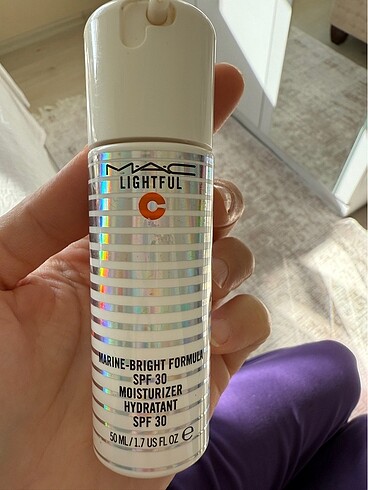 MAC
LIGHTFUL
C
MARINE-BRIGHT FORMULA
SPF 30
MOISTURIZER
HYDRATANT
SPF 30
50 ML / 1.7 US FL OZ ℮